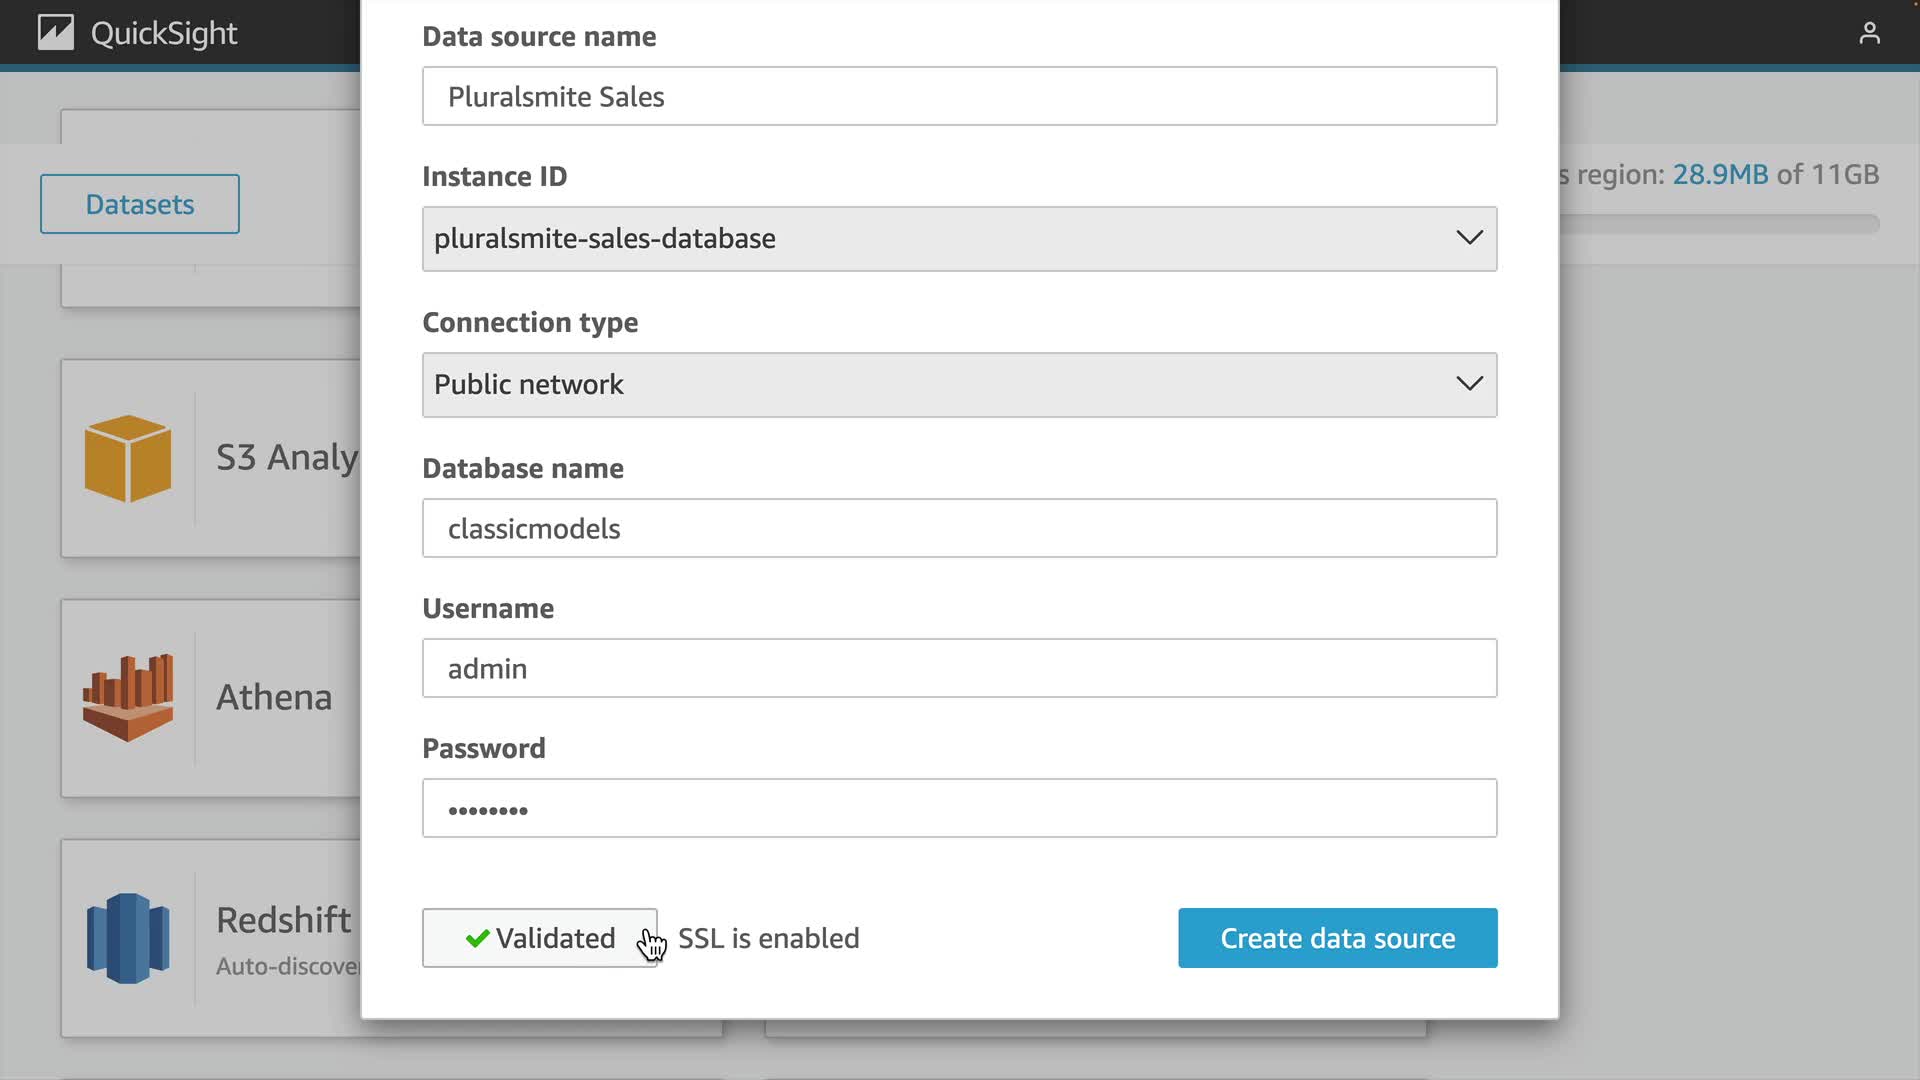 QuickSight
Data source name
Pluralsmite Sales
Instance ID
s region: 28.9MB of 11GB
Datasets
pluralsmite-sales-database
Connection type
Public network
Database name
S3 Analy
classicmodels
Username
admin
Athena
Password
••••••••
Redshift
Auto-discove
Validated
SSL is enabled
Create data source